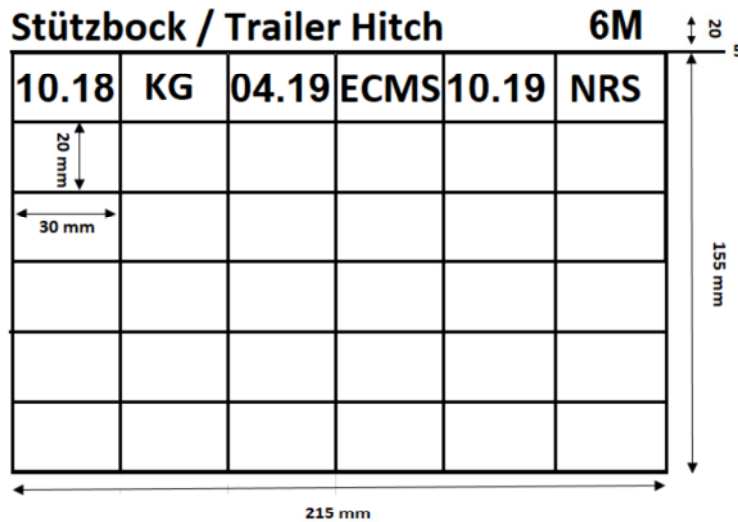 Stützbock / Trailer Hitch 6M 20
5
10.18 KG 04.19 ECMS 10.19 NRS
20 mm
30 mm
155 mm
215 mm